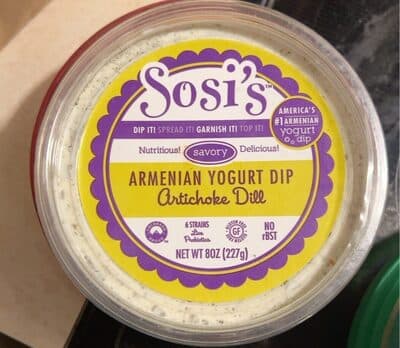 Sosi's™
DIP IT! SPREAD IT! GARNISH IT! TOP IT!
AMERICA'S
#1 ARMENIAN
yogurt
dip
Nutritious! savory Delicious!
ARMENIAN YOGURT DIP
Artichoke Dill
6 STRAINS
Live
Probiotics
GF
NO
rBST
NET WT 8OZ (227g)